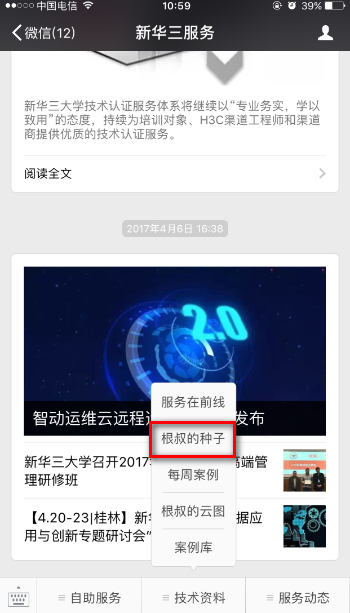 中国电信
10:59
39%
微信(12)
新华三服务
新华三大学技术认证服务体系将继续以“专业务实，学以
致用”的态度，持续为培训对象、H3C渠道工程师和渠道
商提供优质的技术认证服务。
阅读全文
2017年4月6日 16:38
2.0
智动运维云远程
发布
服务在前线
根叔的种子
每周案例
根叔的云图
案例库
新华三大学召开2017
高端管
理研修班
【4.20-23|桂林】新
据应
用与创新专题研讨会”
自助服务
技术资料
服务动态